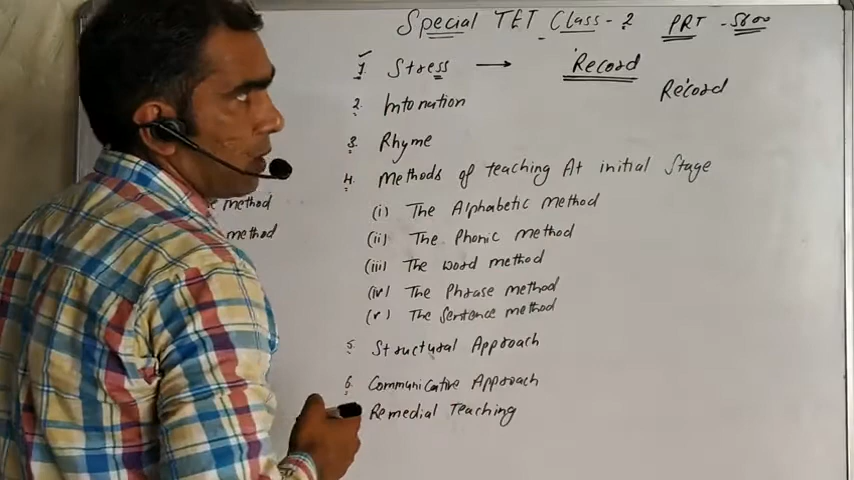 Special TET Class - 2 PRT - 5800
1. Stress → Re'cord
Re'cord
2. Intonation
3. Rhyme
4. Methods of teaching At initial Stage
(i) The Alphabetic method
method
(ii) The Phonic method
method
(iii) The word method
(iv) The Phrase method
(v) The Sentence method
5. Structural Approach
6. Communicative Approach
Remedial Teaching